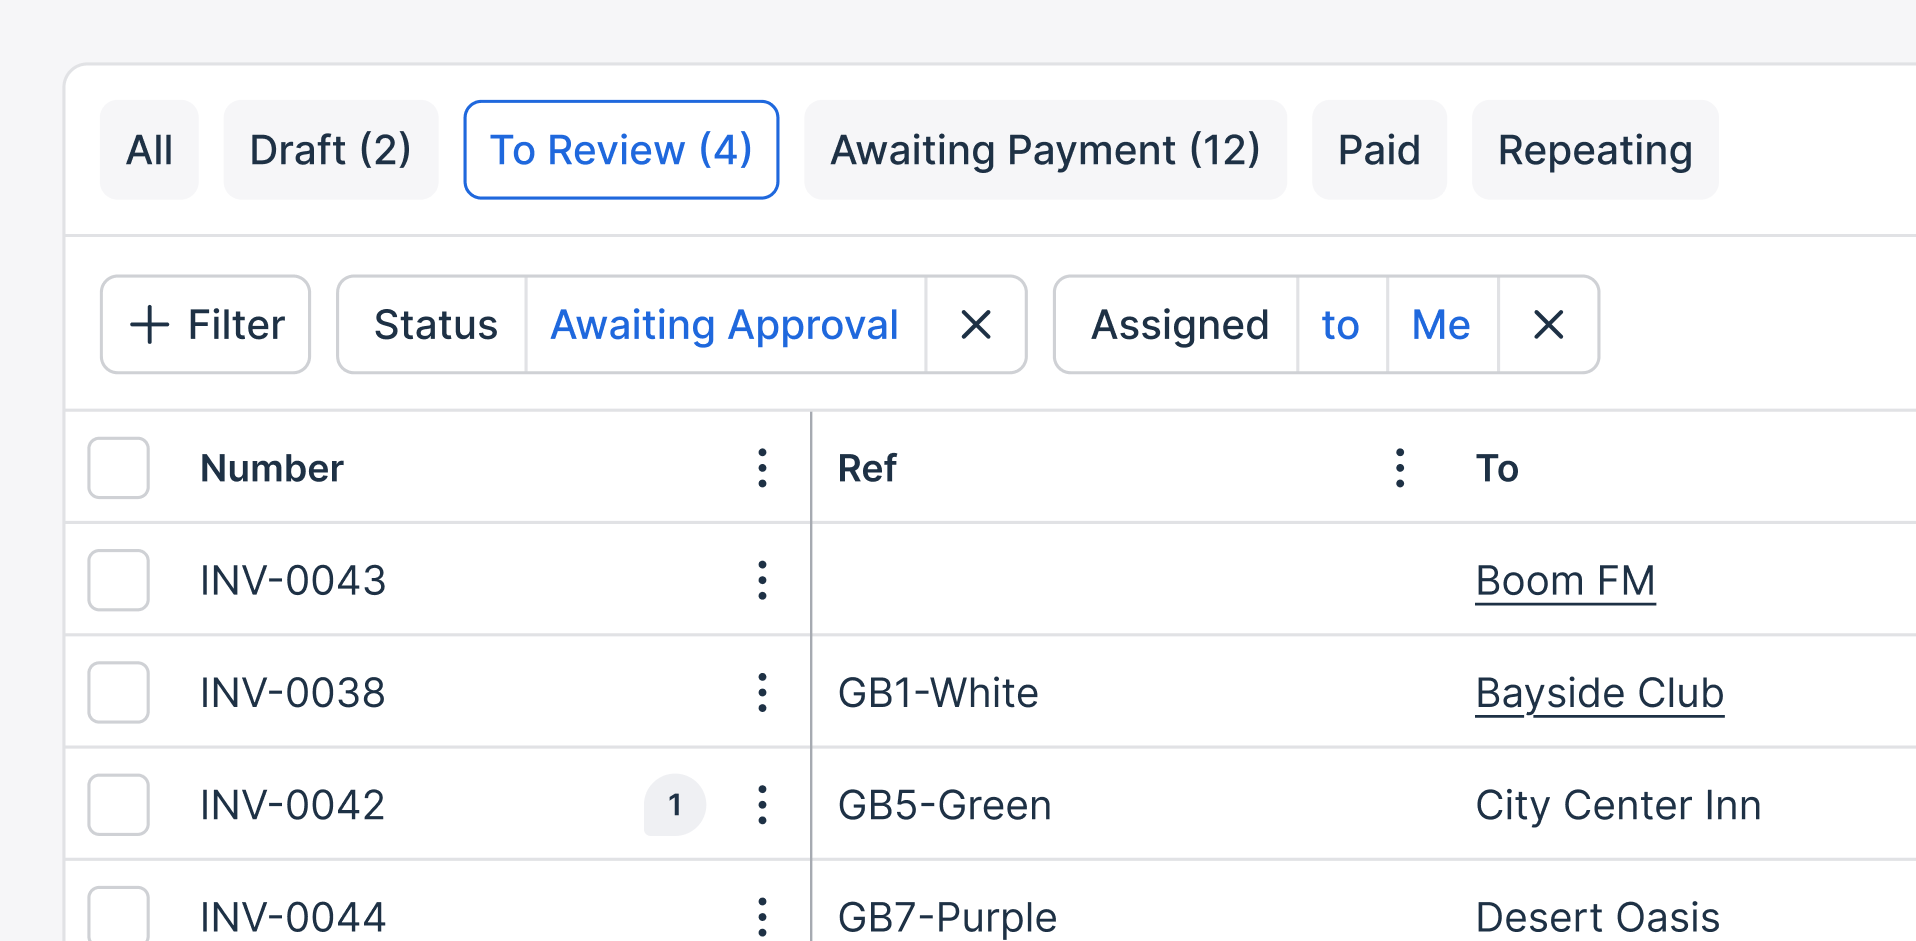 All Draft (2) To Review (4) Awaiting Payment (12) Paid Repeating
Filter Status Awaiting Approval Assigned to Me
Number Ref To
INV-0043 Boom FM
INV-0038 GB1-White Bayside Club
INV-0042 1 GB5-Green City Center Inn
INV-0044 GB7-Purple Desert Oasis